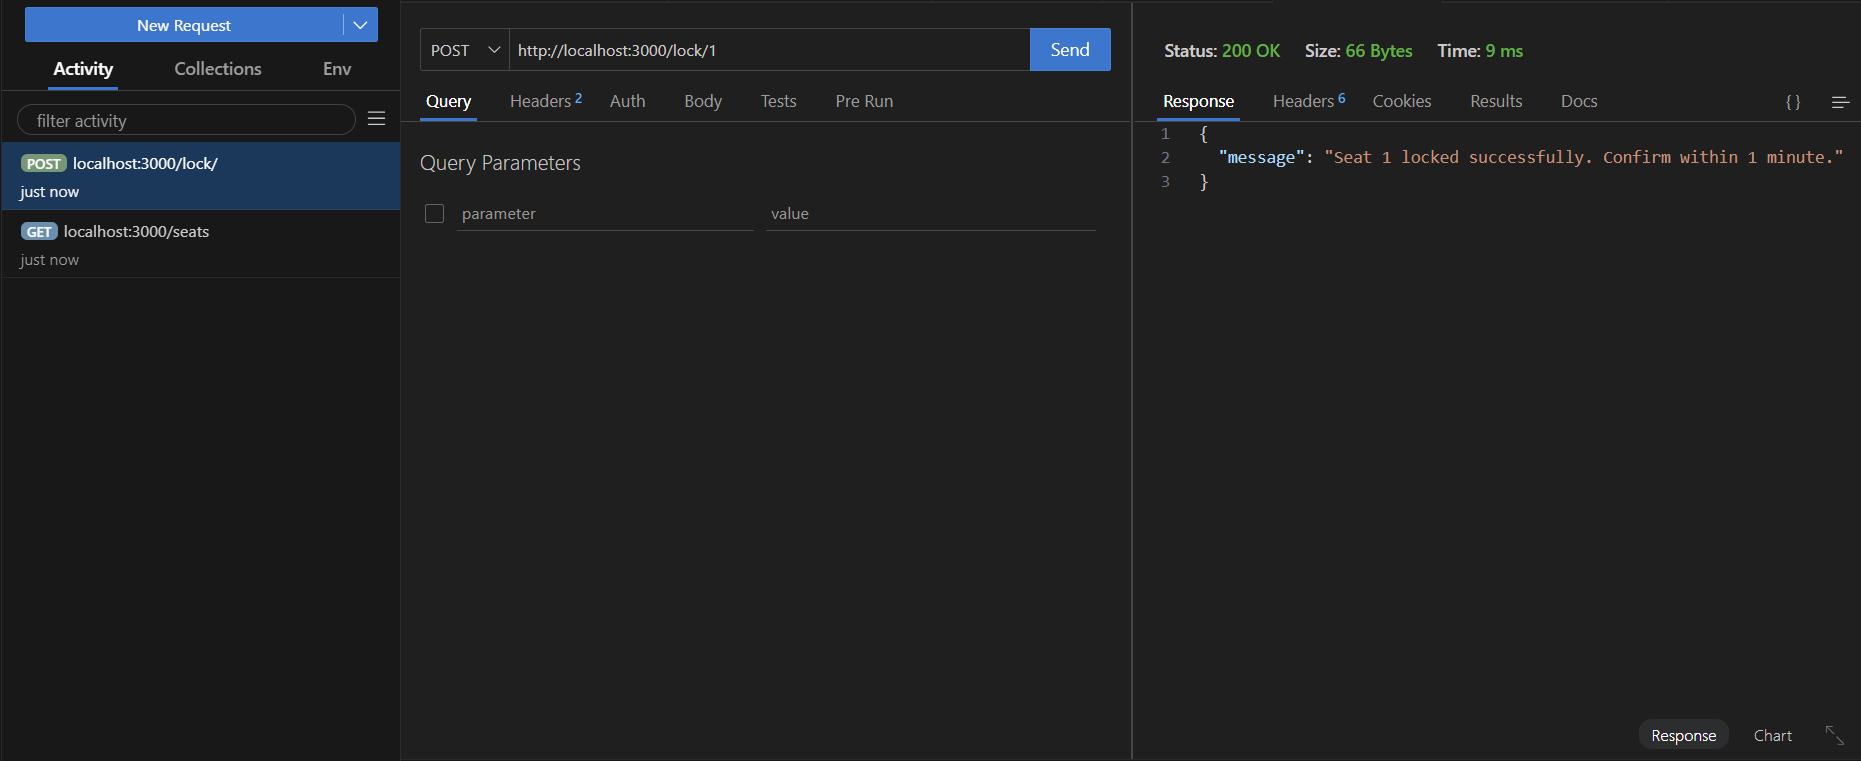 New Request
Activity Collections Env
filter activity
POST localhost:3000/lock/
just now
GET localhost:3000/seats
just now
POST http://localhost:3000/lock/1 Send
Query Headers 2 Auth Body Tests Pre Run
Query Parameters
parameter value
Status: 200 OK Size: 66 Bytes Time: 9 ms
Response Headers 6 Cookies Results Docs { }
1 {
2 "message": "Seat 1 locked successfully. Confirm within 1 minute."
3 }
Response Chart